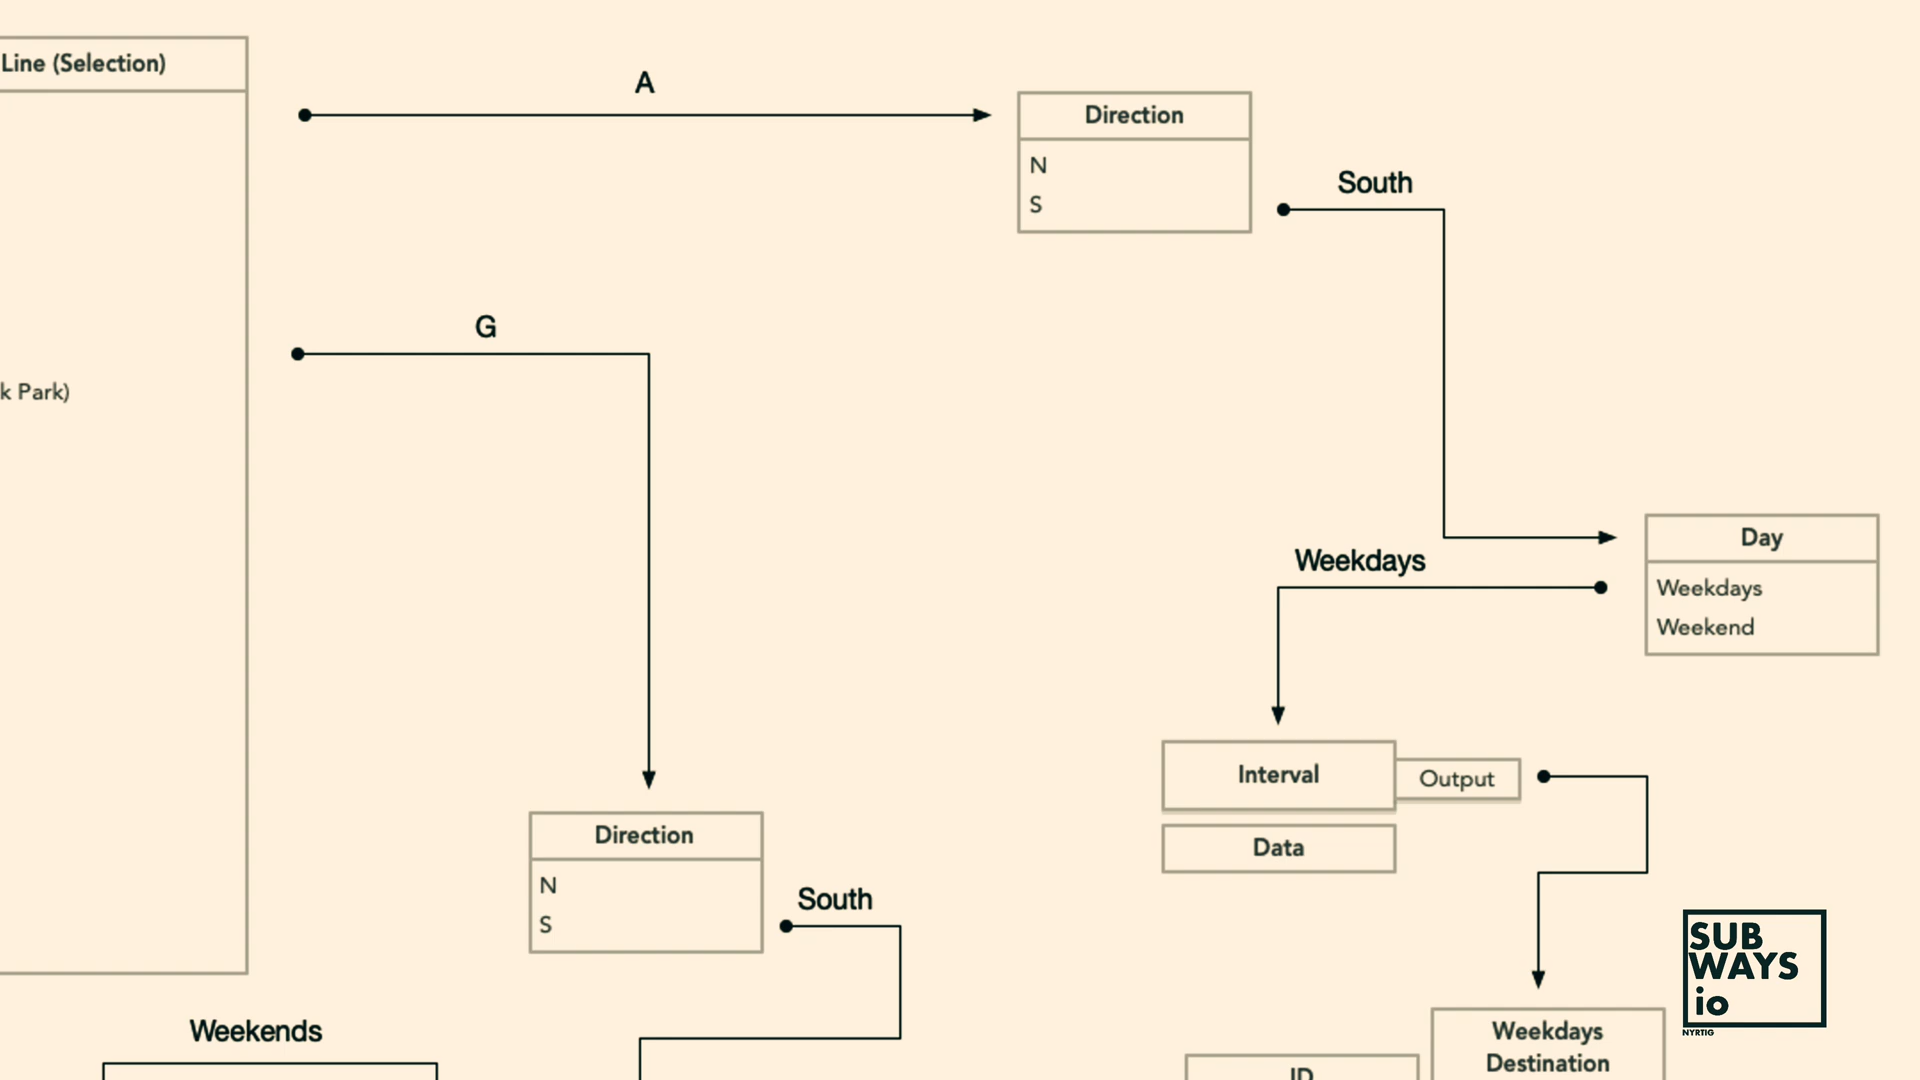 Line (Selection)
A
Direction
N
S
South
G
k Park)
Day
Weekdays
Weekend
Weekdays
Interval
Output
Data
Direction
N
S
South
Weekends
Weekdays
Destination
ID
SUB
WAYS
io
NYRTIG